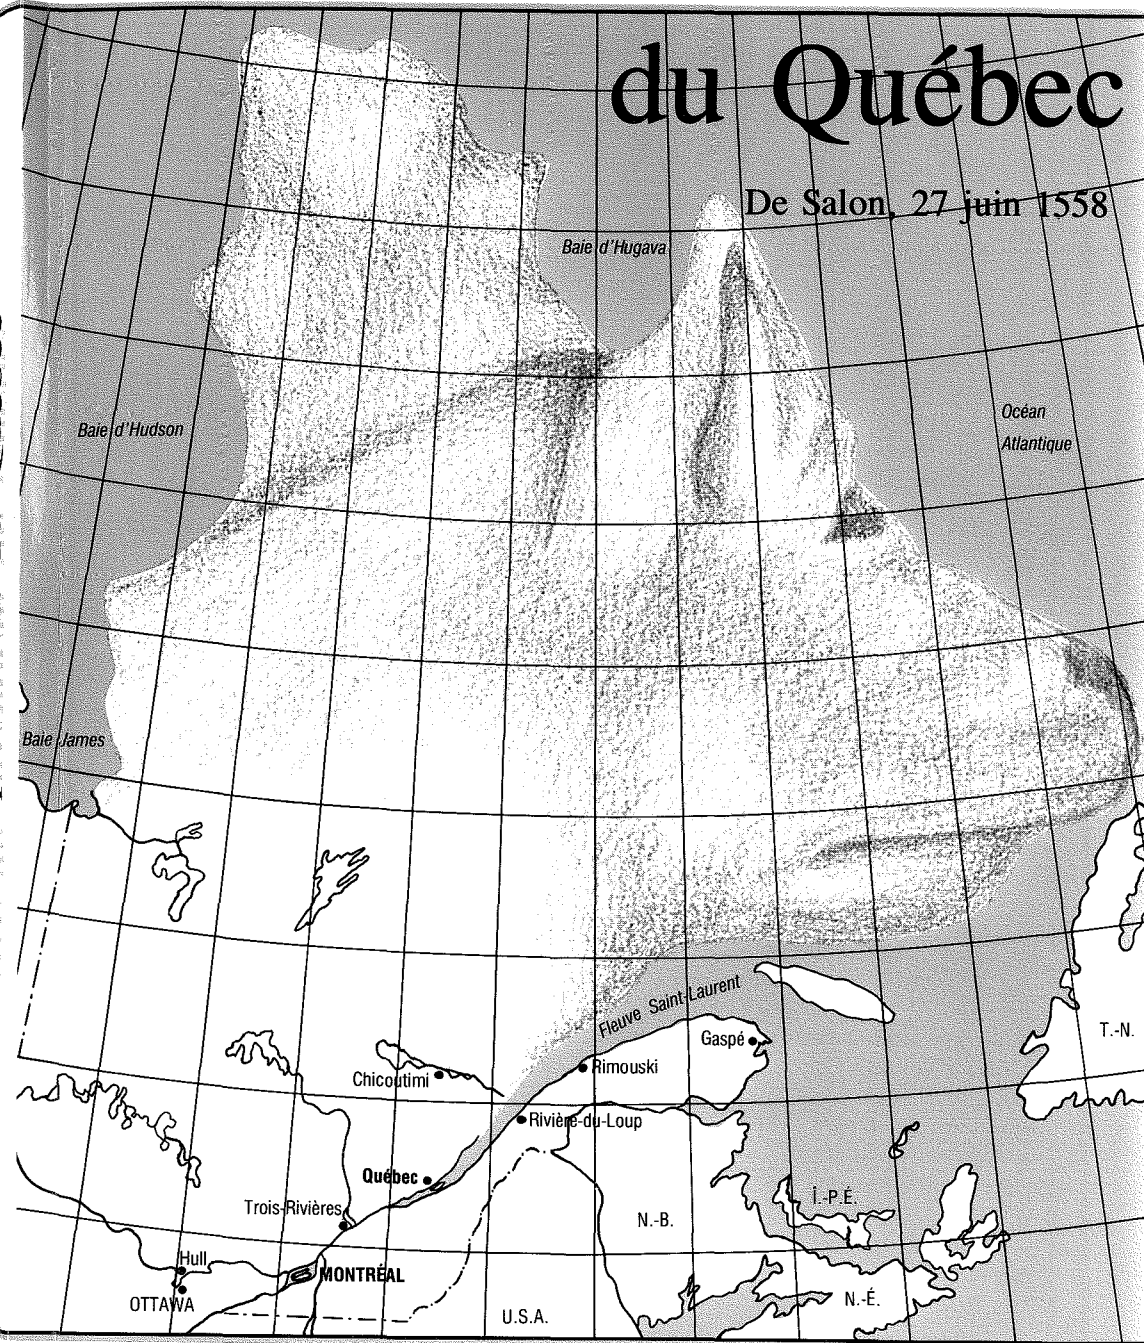 du Québec
De Salon, 27 juin 1558
Baie d'Hugava
Océan
Atlantique
Baie d'Hudson
Baie James
Fleuve Saint-Laurent
Gaspé
T.-N.
Rimouski
Chicoutimi
Rivière-du-Loup
Québec
Î.-P.É.
Trois-Rivières
N.-B.
Hull
MONTRÉAL
OTTAWA
N.-É.
U.S.A.